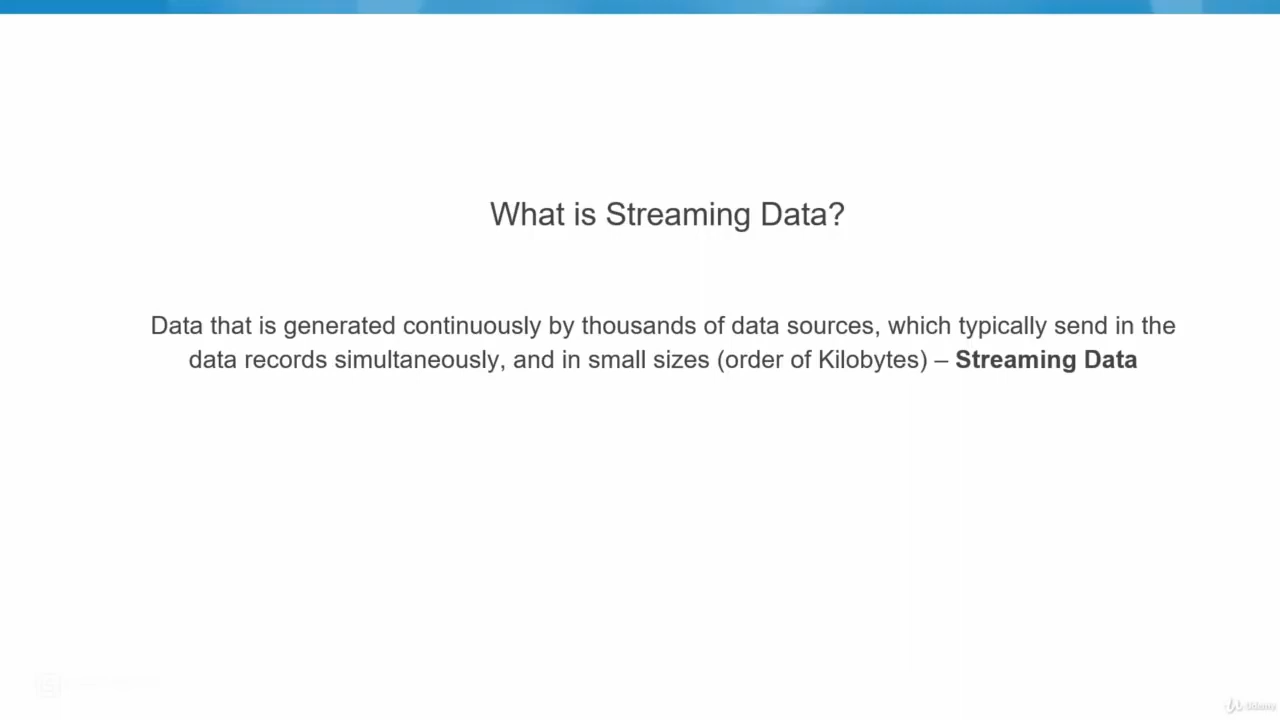 What is Streaming Data?
Data that is generated continuously by thousands of data sources, which typically send in the
data records simultaneously, and in small sizes (order of Kilobytes) – Streaming Data
Udemy